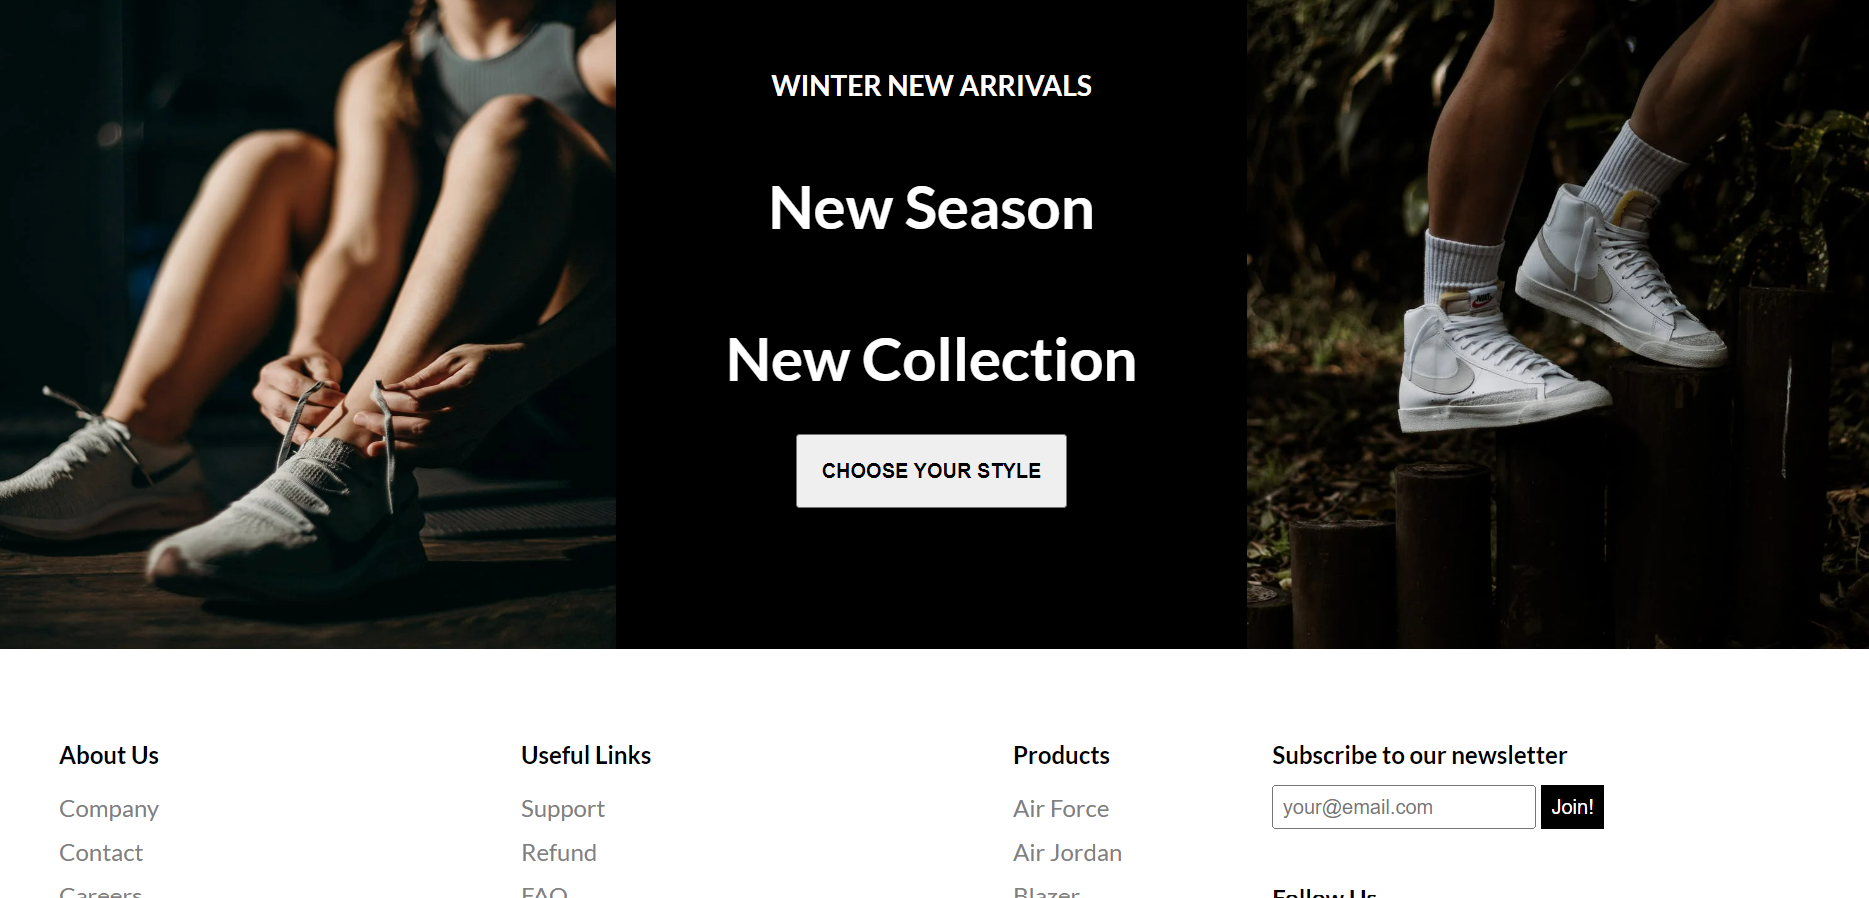 WINTER NEW ARRIVALS
New Season
New Collection
CHOOSE YOUR STYLE
NIKE
About Us
Company
Contact
Careers
Useful Links
Support
Refund
FAQ
Products
Air Force
Air Jordan
Blazer
Subscribe to our newsletter
your@email.com
Join!
Follow Us